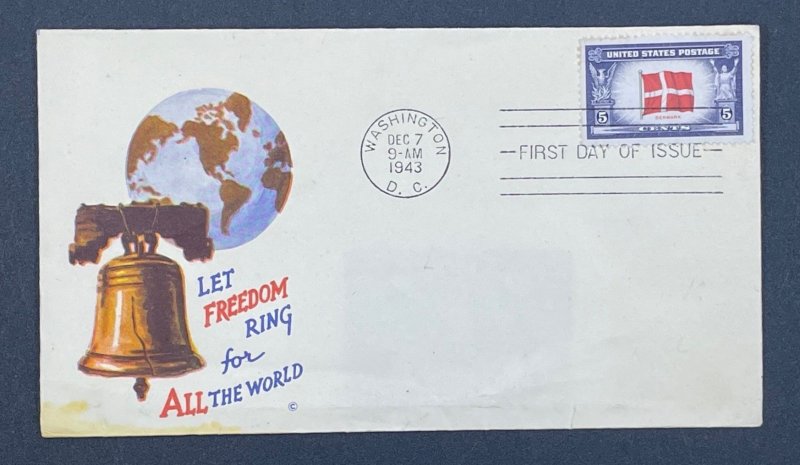 UNITED STATES POSTAGE
5 5
DENMARK
CENTS
WASHINGTON
DEC 7
9-AM
1943
D. C.
FIRST DAY OF ISSUE
LET
FREEDOM
RING
for
ALL THE WORLD
©